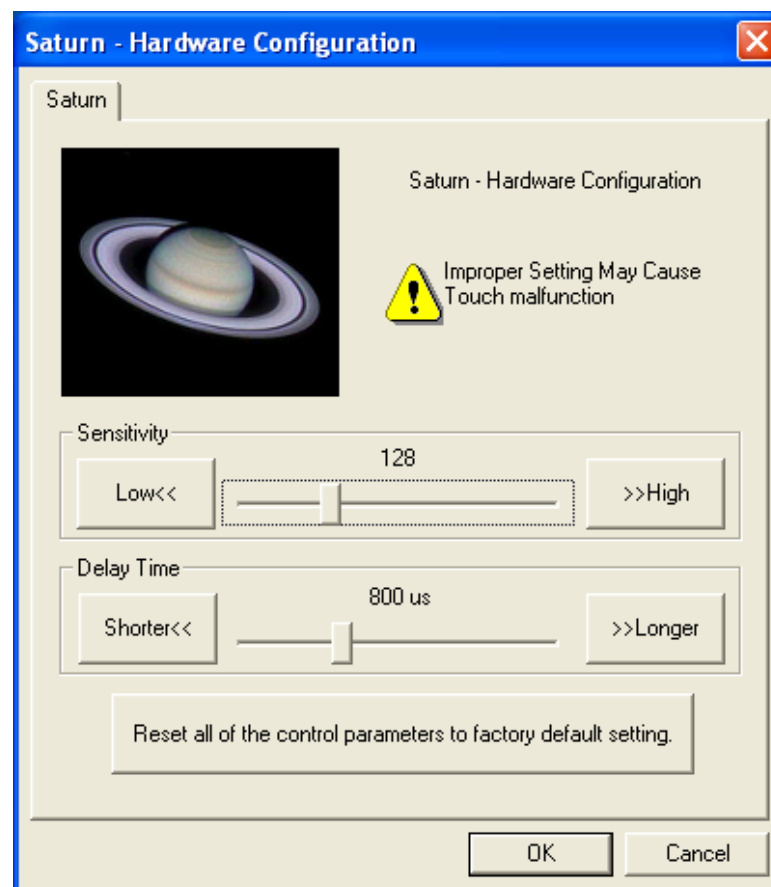 Saturn - Hardware Configuration
Saturn
Saturn - Hardware Configuration
Improper Setting May Cause
Touch malfunction
Sensitivity
128
Low<<
>>High
Delay Time
800 us
Shorter<<
>>Longer
Reset all of the control parameters to factory default setting.
OK
Cancel